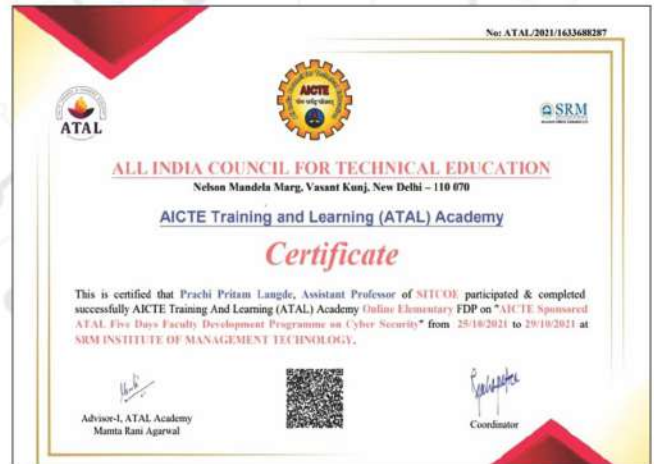 No: ATAL/2021/1633688287
ATAL
AICTE
SRM
ALL INDIA COUNCIL FOR TECHNICAL EDUCATION
Nelson Mandela Marg, Vasant Kunj, New Delhi – 110 070
AICTE Training and Learning (ATAL) Academy
Certificate
This is certified that Prachi Pritam Langde, Assistant Professor of SITCOE participated & completed
successfully AICTE Training And Learning (ATAL) Academy Online Elementary FDP on "AICTE Sponsored
ATAL Five Days Faculty Development Programme on Cyber Security" from 25/10/2021 to 29/10/2021 at
SRM INSTITUTE OF MANAGEMENT TECHNOLOGY.
Advisor-I, ATAL Academy
Mamta Rani Agarwal
Coordinator